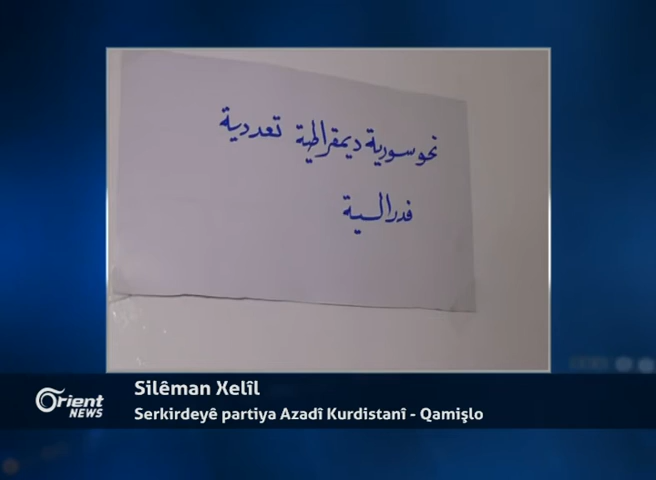 نحو سورية ديمقراطية تعددية
فدرالية
Silêman Xelîl
Orient NEWS
Serkirdeyê partiya Azadî Kurdistanî - Qamişlo